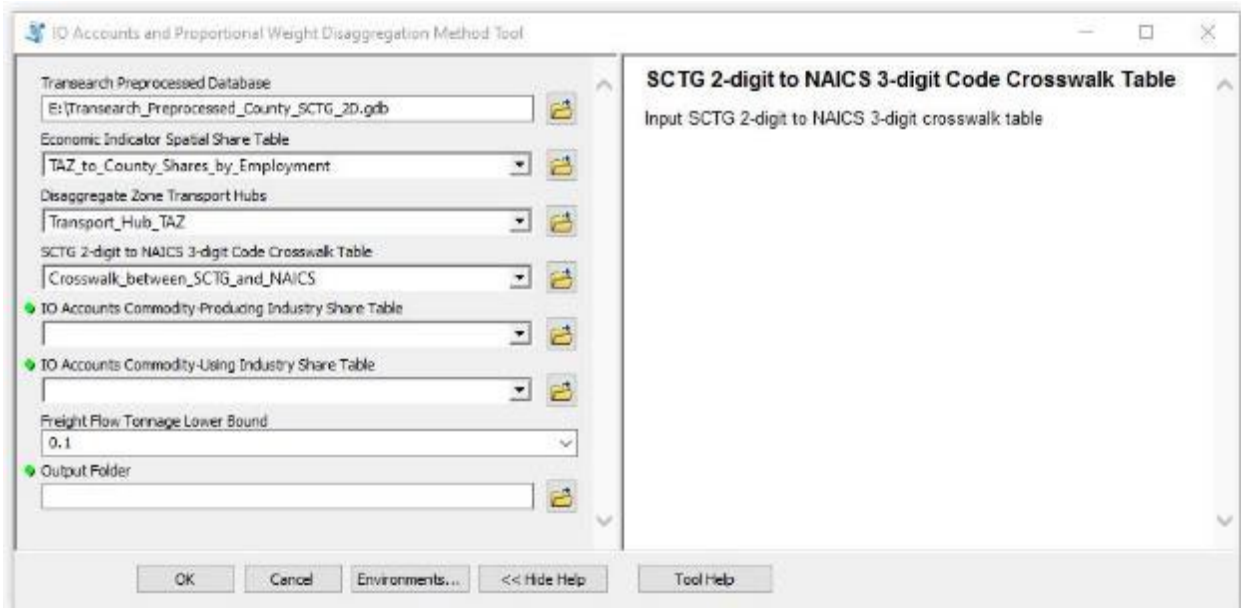 IO Accounts and Proportional Weight Disaggregation Method Tool
Transearch Preprocessed Database
E:\Transearch_Preprocessed_County_SCTG_2D.gdb
Economic Indicator Spatial Share Table
TAZ_to_County_Shares_by_Employment
Disaggregate Zone Transport Hubs
Transport_Hub_TAZ
SCTG 2-digit to NAICS 3-digit Code Crosswalk Table
Crosswalk_between_SCTG_and_NAICS
IO Accounts Commodity-Producing Industry Share Table
IO Accounts Commodity-Using Industry Share Table
Freight Flow Tonnage Lower Bound
0.1
Output Folder
SCTG 2-digit to NAICS 3-digit Code Crosswalk Table
Input SCTG 2-digit to NAICS 3-digit crosswalk table
OK Cancel Environments... << Hide Help Tool Help